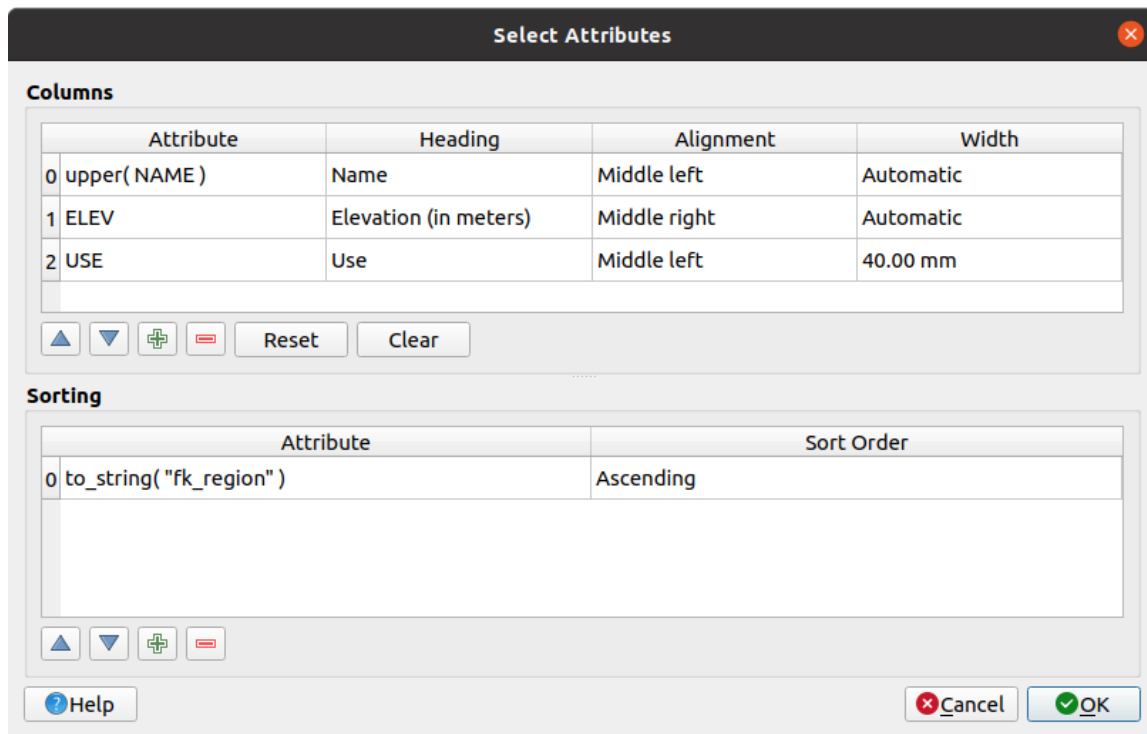 Select Attributes
Columns
Attribute Heading Alignment Width
0 upper( NAME ) Name Middle left Automatic
1 ELEV Elevation (in meters) Middle right Automatic
2 USE Use Middle left 40.00 mm
Reset Clear
Sorting
Attribute Sort Order
0 to_string( "fk_region" ) Ascending
Help Cancel OK